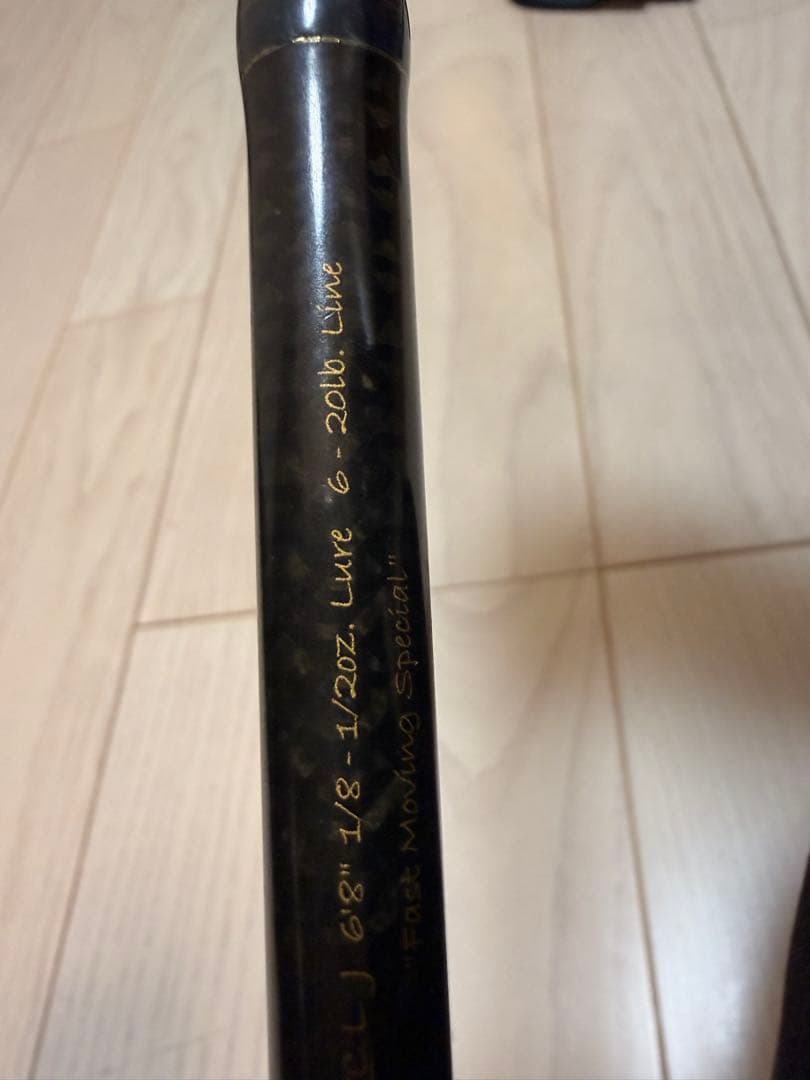 6'8" 1/8 - 1/2oz. Lure 6 - 20lb. Line
"Fast Moving Special"